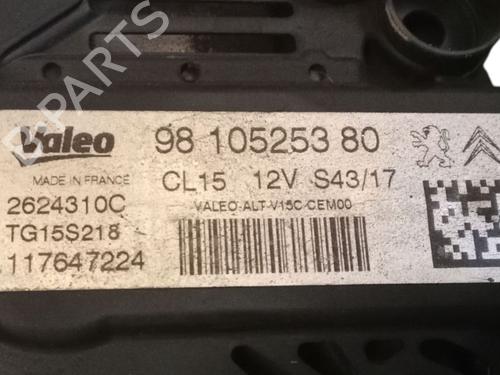 B-PARTS
Valeo
98 105253 80
MADE IN FRANCE
CL15 12V S43/17
2624310C
VALEO-ALT-V15C-CEM00
TG15S218
117647224